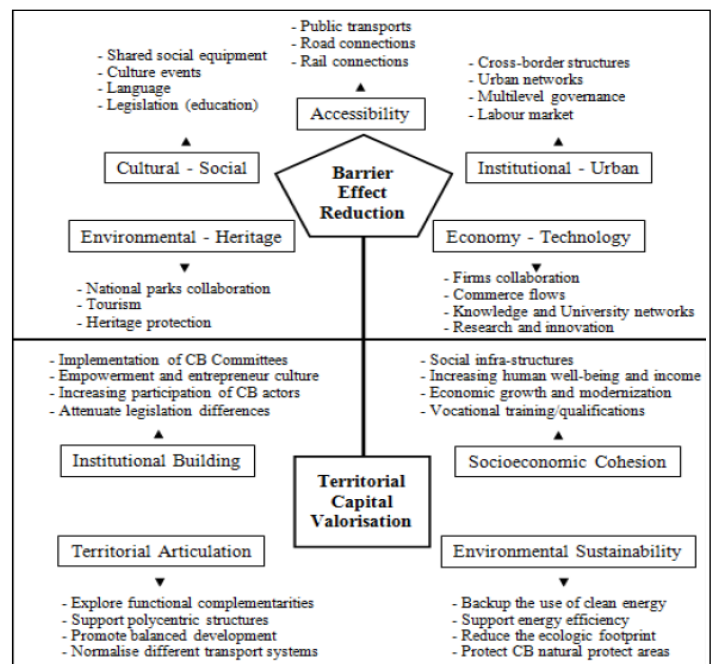 - Public transports
- Road connections
- Rail connections
Accessibility
- Shared social equipment
- Culture events
- Language
- Legislation (education)
Cultural - Social
- Cross-border structures
- Urban networks
- Multilevel governance
- Labour market
Institutional - Urban
Barrier
Effect
Reduction
Environmental - Heritage
- National parks collaboration
- Tourism
- Heritage protection
Economy - Technology
- Firms collaboration
- Commerce flows
- Knowledge and University networks
- Research and innovation
- Implementation of CB Committees
- Empowerment and entrepreneur culture
- Increasing participation of CB actors
- Attenuate legislation differences
Institutional Building
- Social infra-structures
- Increasing human well-being and income
- Economic growth and modernization
- Vocational training/qualifications
Socioeconomic Cohesion
Territorial
Capital
Valorisation
Territorial Articulation
- Explore functional complementarities
- Support polycentric structures
- Promote balanced development
- Normalise different transport systems
Environmental Sustainability
- Backup the use of clean energy
- Support energy efficiency
- Reduce the ecologic footprint
- Protect CB natural protect areas